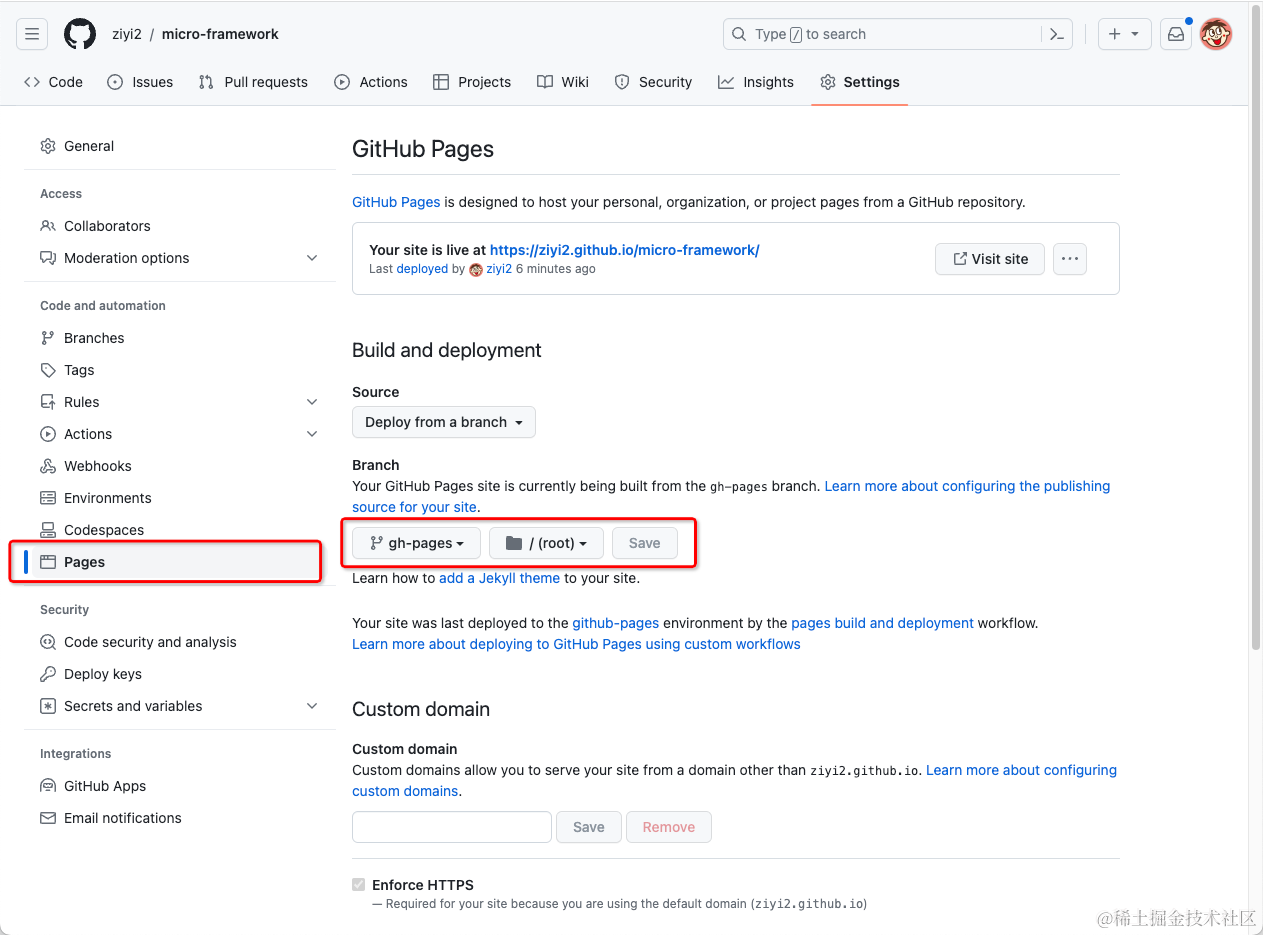 ziyi2 / micro-framework
Type / to search
Code Issues Pull requests Actions Projects Wiki Security Insights Settings
General
Access
Collaborators
Moderation options
Code and automation
Branches
Tags
Rules
Actions
Webhooks
Environments
Codespaces
Pages
Security
Code security and analysis
Deploy keys
Secrets and variables
Integrations
GitHub Apps
Email notifications
GitHub Pages
GitHub Pages is designed to host your personal, organization, or project pages from a GitHub repository.
Your site is live at https://ziyi2.github.io/micro-framework/
Last deployed by ziyi2 6 minutes ago
Visit site
Build and deployment
Source
Deploy from a branch
Branch
Your GitHub Pages site is currently being built from the gh-pages branch. Learn more about configuring the publishing
source for your site.
gh-pages / (root) Save
Learn how to add a Jekyll theme to your site.
Your site was last deployed to the github-pages environment by the pages build and deployment workflow.
Learn more about deploying to GitHub Pages using custom workflows
Custom domain
Custom domain
Custom domains allow you to serve your site from a domain other than ziyi2.github.io. Learn more about configuring
custom domains.
Save Remove
Enforce HTTPS
— Required for your site because you are using the default domain (ziyi2.github.io)
@稀土掘金技术社区